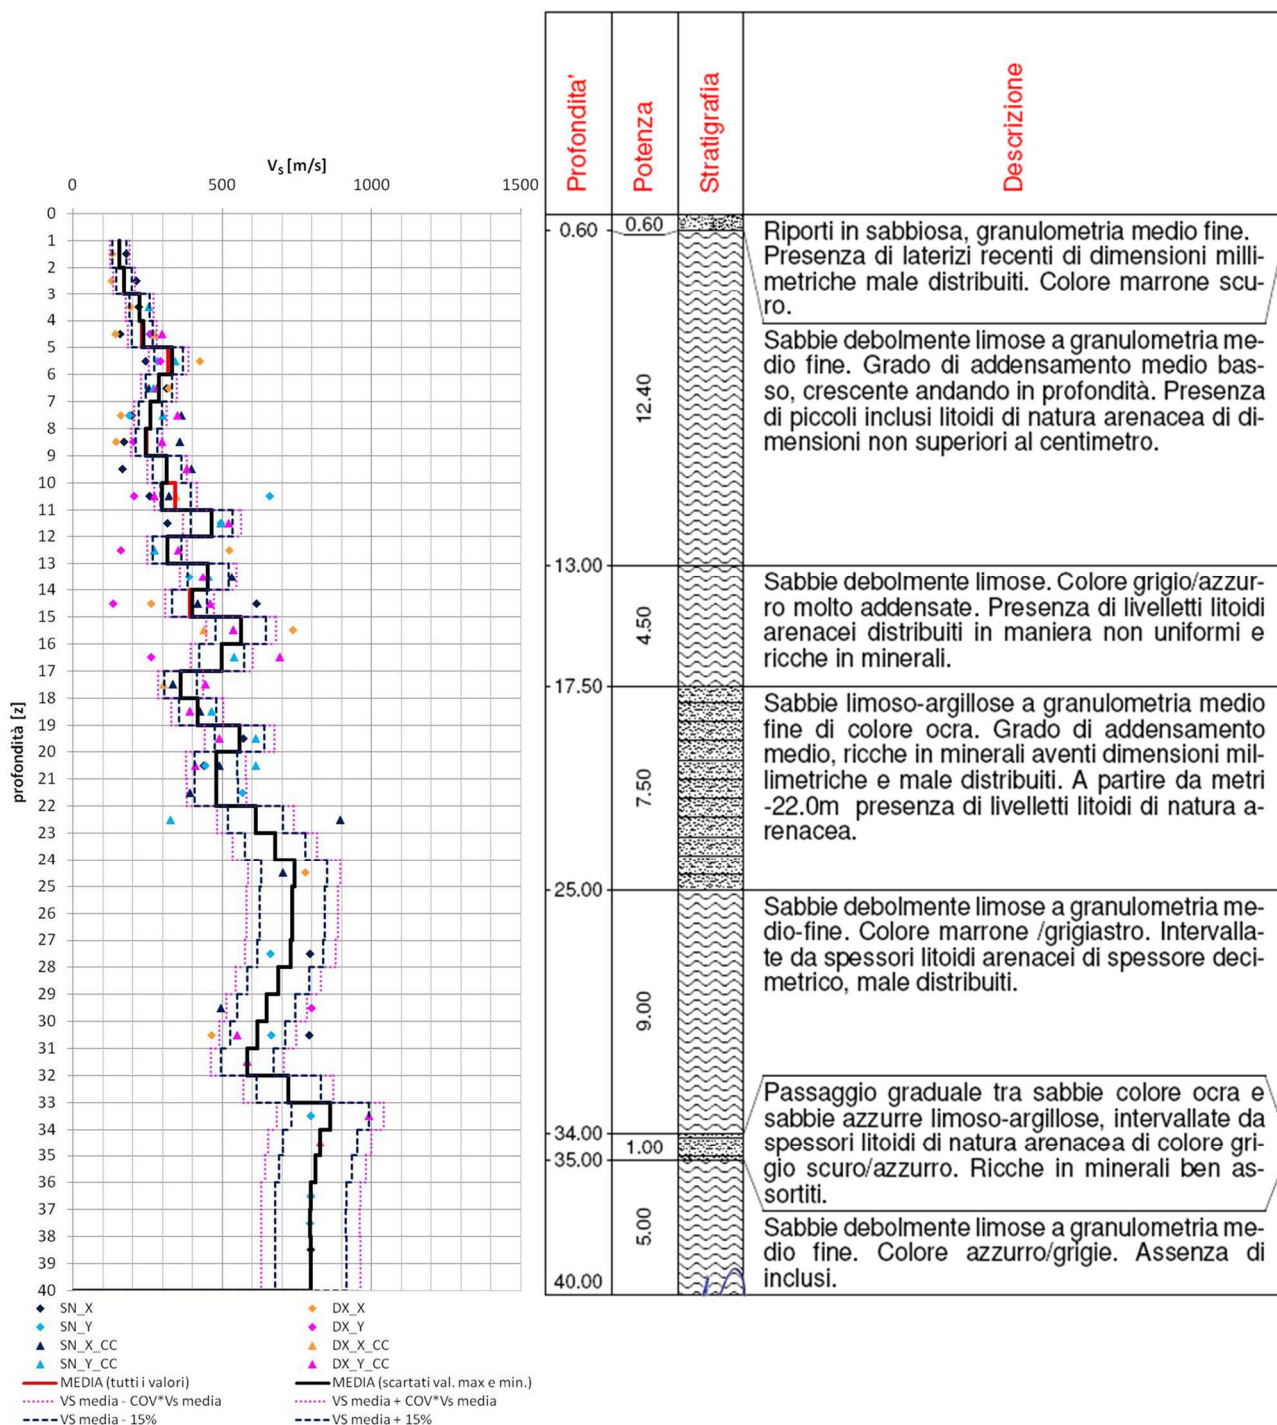 Vs [m/s]
0 500 1000 1500
profondità [z]
0
1
2
3
4
5
6
7
8
9
10
11
12
13
14
15
16
17
18
19
20
21
22
23
24
25
26
27
28
29
30
31
32
33
34
35
36
37
38
39
40
SN_X
DX_X
SN_Y
DX_Y
SN_X_CC
DX_X_CC
SN_Y_CC
DX_Y_CC
MEDIA (tutti i valori)
MEDIA (scartati val. max e min.)
VS media - COV*Vs media
VS media + COV*Vs media
VS media - 15%
VS media + 15%
Profondita'
Potenza
Stratigrafia
Descrizione
0.60
0.60
Riporti in sabbiosa, granulometria medio fine.
Presenza di laterizi recenti di dimensioni milli-
metriche male distribuiti. Colore marrone scu-
ro.
12.40
Sabbie debolmente limose a granulometria me-
dio fine. Grado di addensamento medio bas-
so, crescente andando in profondità. Presenza
di piccoli inclusi litoidi di natura arenacea di di-
mensioni non superiori al centimetro.
13.00
4.50
Sabbie debolmente limose. Colore grigio/azzur-
ro molto addensate. Presenza di livelletti litoidi
arenacei distribuiti in maniera non uniformi e
ricche in minerali.
17.50
7.50
Sabbie limoso-argillose a granulometria medio
fine di colore ocra. Grado di addensamento
medio, ricche in minerali aventi dimensioni mil-
limetriche e male distribuiti. A partire da metri
-22.0m presenza di livelletti litoidi di natura a-
renacea.
25.00
9.00
Sabbie debolmente limose a granulometria me-
dio-fine. Colore marrone /grigiastro. Intervalla-
te da spessori litoidi arenacei di spessore deci-
metrico, male distribuiti.
34.00
1.00
35.00
Passaggio graduale tra sabbie colore ocra e
sabbie azzurre limoso-argillose, intervallate da
spessori litoidi di natura arenacea di colore gri-
gio scuro/azzurro. Ricche in minerali ben as-
sortiti.
5.00
Sabbie debolmente limose a granulometria me-
dio fine. Colore azzurro/grigie. Assenza di
inclusi.
40.00